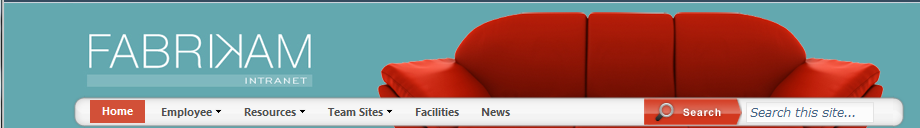 FABRIKAM
INTRANET
Home Employee Resources Team Sites Facilities News Search Search this site...